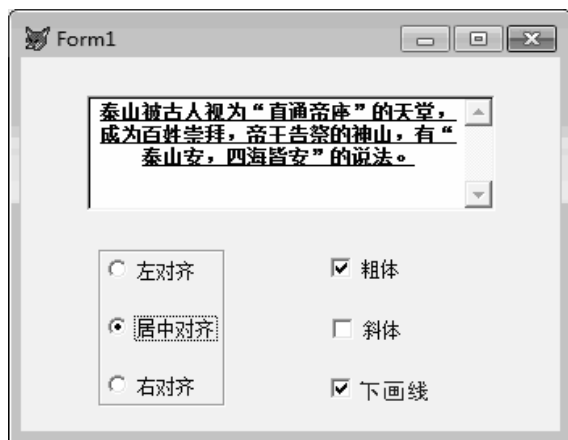 Form1
泰山被古人视为“直通帝座”的天堂，
成为百姓崇拜，帝王告祭的神山，有“
泰山安，四海皆安”的说法。
左对齐
粗体
居中对齐
斜体
右对齐
下画线